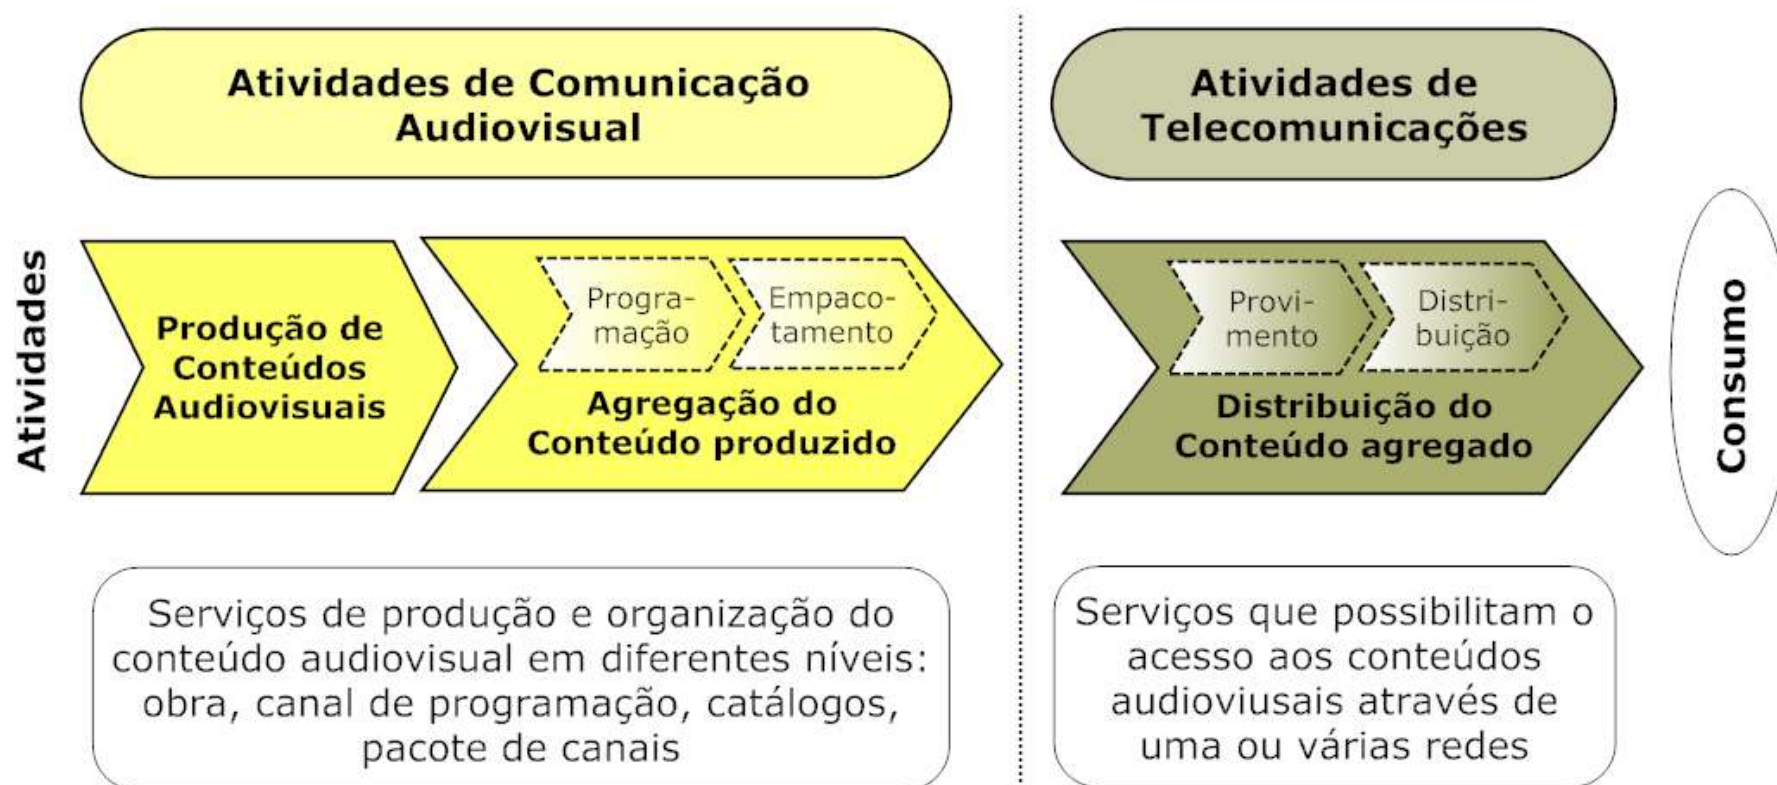 Atividades de Comunicação
Audiovisual
Atividades de
Telecomunicações
Atividades
Produção de
Conteúdos
Audiovisuais
Progra-
mação
Empaco-
tamento
Agregação do
Conteúdo produzido
Provi-
mento
Distri-
buição
Distribuição do
Conteúdo agregado
Consumo
Serviços de produção e organização do
conteúdo audiovisual em diferentes níveis:
obra, canal de programação, catálogos,
pacote de canais
Serviços que possibilitam o
acesso aos conteúdos
audioviusais através de
uma ou várias redes